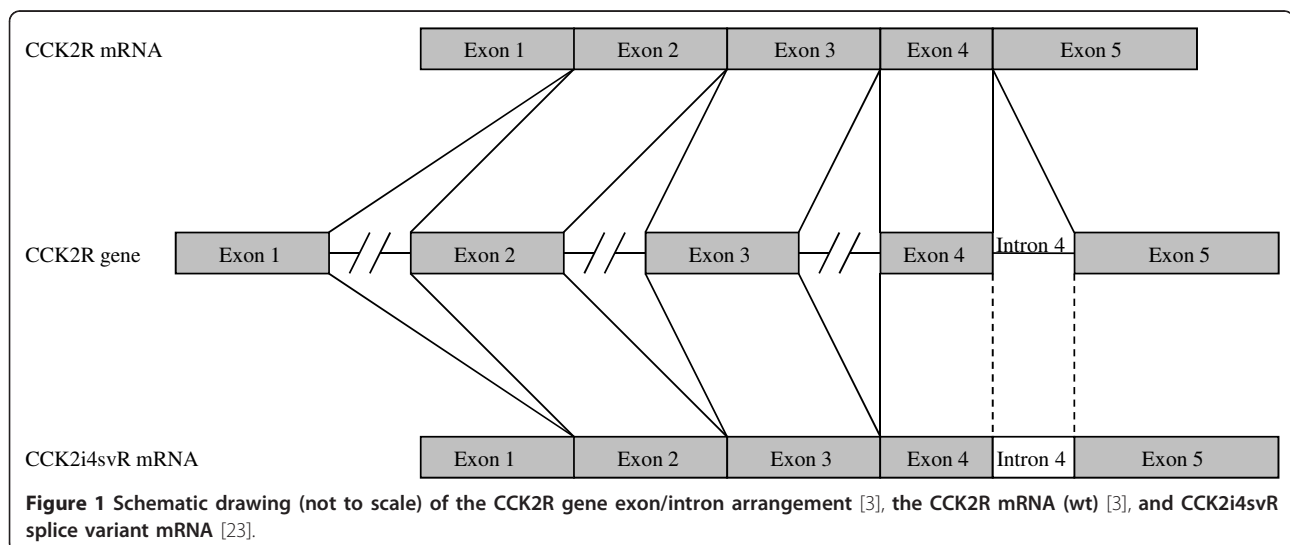 CCK2R mRNA Exon 1 Exon 2 Exon 3 Exon 4 Exon 5
CCK2R gene Exon 1 Exon 2 Exon 3 Exon 4 Intron 4 Exon 5
CCK2i4svR mRNA Exon 1 Exon 2 Exon 3 Exon 4 Intron 4 Exon 5
Figure 1 Schematic drawing (not to scale) of the CCK2R gene exon/intron arrangement [3], the CCK2R mRNA (wt) [3], and CCK2i4svR
splice variant mRNA [23].